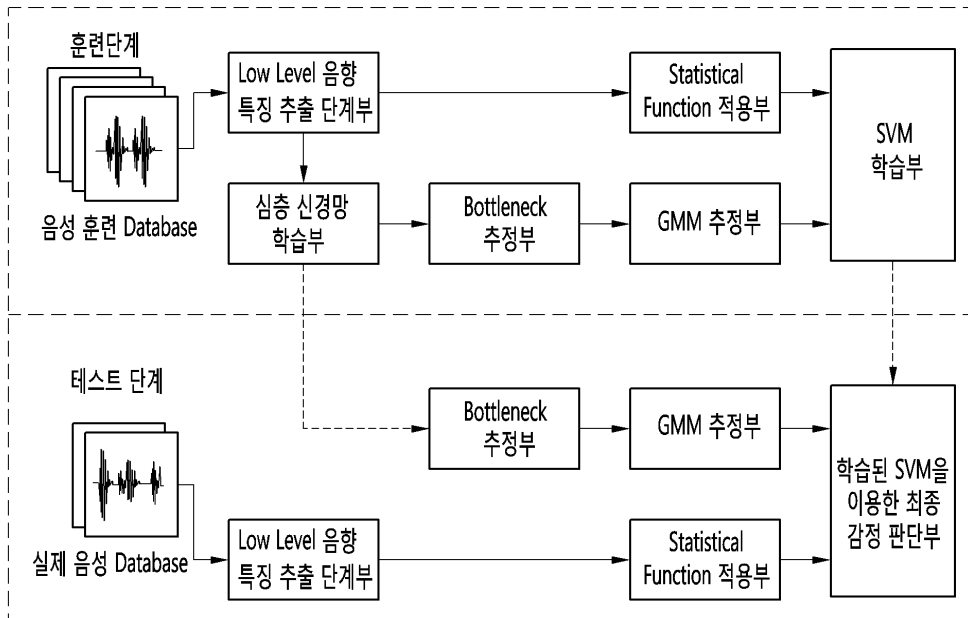 훈련단계
음성 훈련 Database
Low Level 음향
특징 추출 단계부
Statistical
Function 적용부
SVM
학습부
심층 신경망
학습부
Bottleneck
추정부
GMM 추정부
테스트 단계
실제 음성 Database
Bottleneck
추정부
GMM 추정부
학습된 SVM을
이용한 최종
감정 판단부
Low Level 음향
특징 추출 단계부
Statistical
Function 적용부